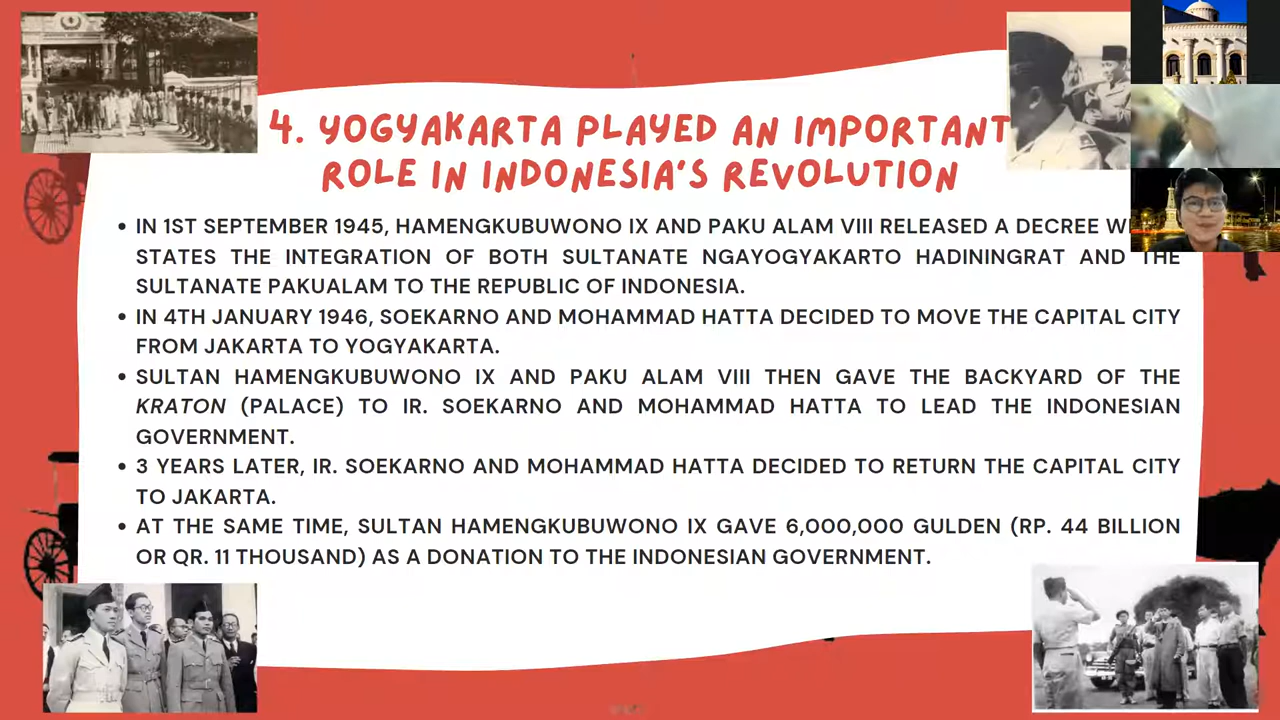 4. YOGYAKARTA PLAYED AN IMPORTANT
ROLE IN INDONESIA'S REVOLUTION
• IN 1ST SEPTEMBER 1945, HAMENGKUBUWONO IX AND PAKU ALAM VIII RELEASED A DECREE
STATES THE INTEGRATION OF BOTH SULTANATE NGAYOGYAKARTO HADININGRAT AND THE
SULTANATE PAKUALAM TO THE REPUBLIC OF INDONESIA.
• IN 4TH JANUARY 1946, SOEKARNO AND MOHAMMAD HATTA DECIDED TO MOVE THE CAPITAL CITY
FROM JAKARTA TO YOGYAKARTA.
• SULTAN HAMENGKUBUWONO IX AND PAKU ALAM VIII THEN GAVE THE BACKYARD OF THE
KRATON (PALACE) TO IR. SOEKARNO AND MOHAMMAD HATTA TO LEAD THE INDONESIAN
GOVERNMENT.
• 3 YEARS LATER, IR. SOEKARNO AND MOHAMMAD HATTA DECIDED TO RETURN THE CAPITAL CITY
TO JAKARTA.
• AT THE SAME TIME, SULTAN HAMENGKUBUWONO IX GAVE 6,000,000 GULDEN (RP. 44 BILLION
OR QR. 11 THOUSAND) AS A DONATION TO THE INDONESIAN GOVERNMENT.